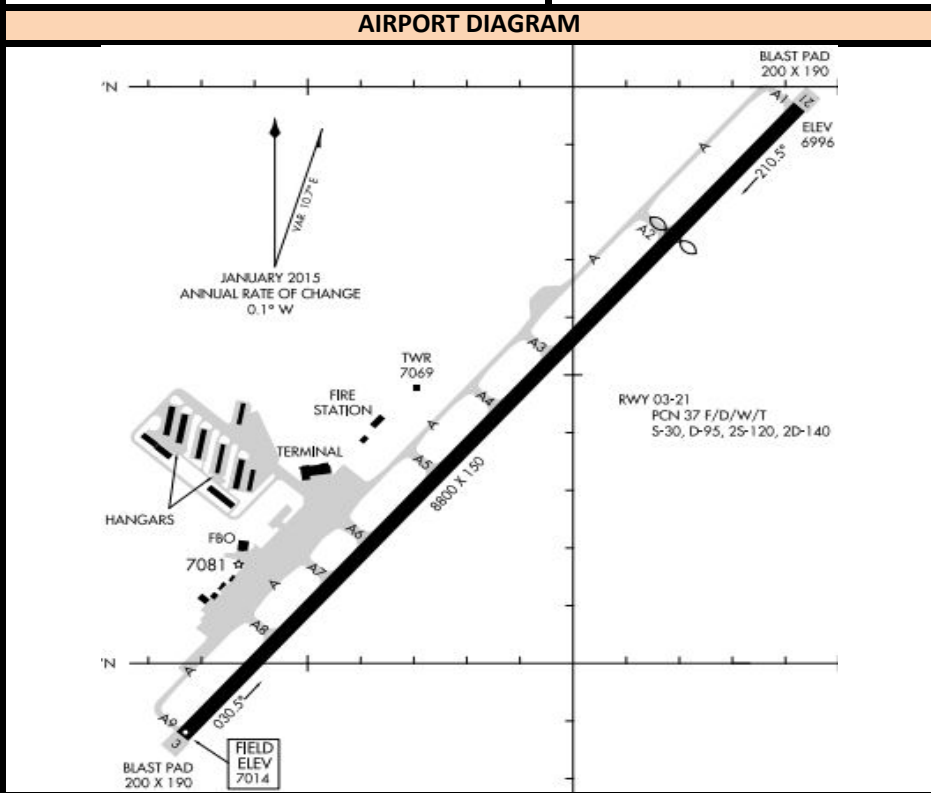 AIRPORT DIAGRAM
BLAST PAD
200 X 190
'N
A1
21
ELEV
6996
A
210.5°
VAR 10.7° E
A2
A
JANUARY 2015
ANNUAL RATE OF CHANGE
0.1° W
A3
TWR
7069
FIRE
STATION
A4
RWY 03-21
PCN 37 F/D/W/T
S-30, D-95, 2S-120, 2D-140
A
TERMINAL
A5
8800 X 150
HANGARS
A6
FBO
7081
A7
A
A8
'N
A
030.5°
A9
3
FIELD
ELEV
7014
BLAST PAD
200 X 190